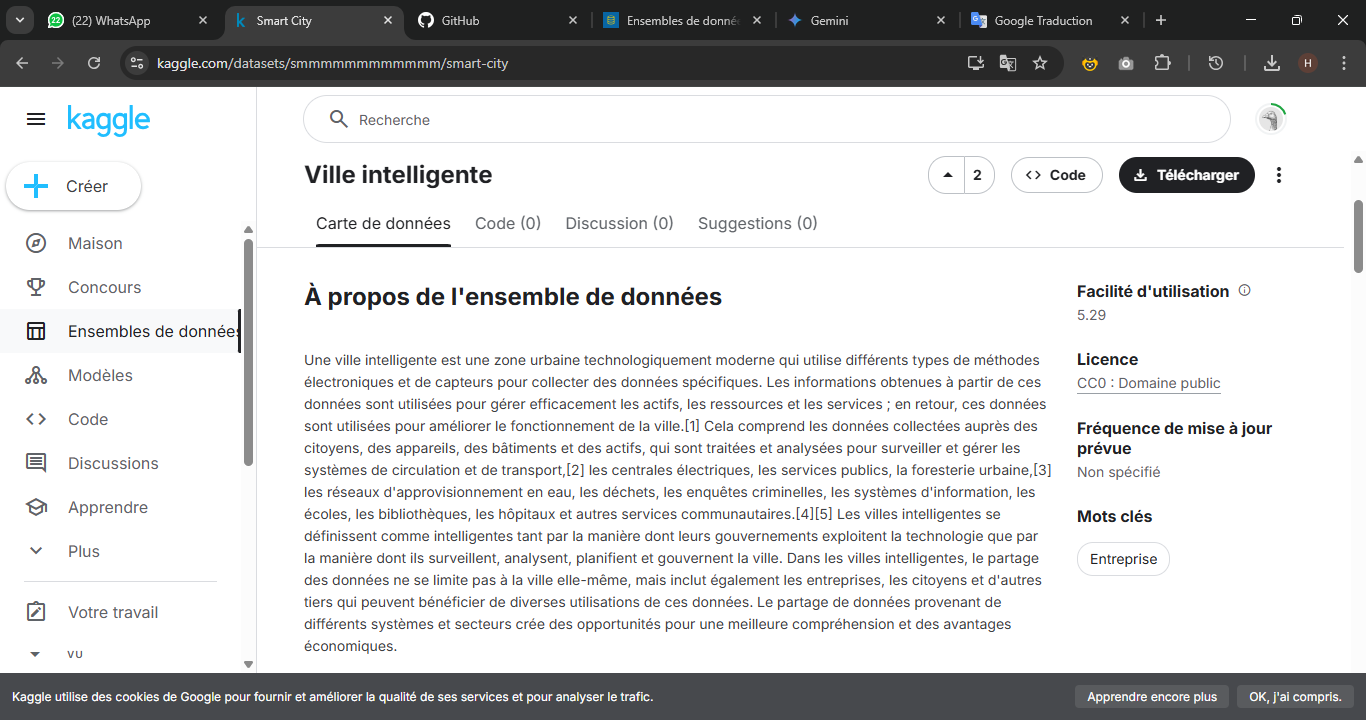 (22) WhatsApp
Smart City
GitHub
Ensembles de donné
Gemini
Google Traduction
kaggle.com/datasets/smmmmmmmmmmmm/smart-city
H
kaggle
Recherche
Créer
Ville intelligente
2
Code
Télécharger
Maison
Concours
Ensembles de données
Modèles
Code
Discussions
Apprendre
Plus
Votre travail
Carte de données
Code (0)
Discussion (0)
Suggestions (0)
À propos de l'ensemble de données
Une ville intelligente est une zone urbaine technologiquement moderne qui utilise différents types de méthodes
électroniques et de capteurs pour collecter des données spécifiques. Les informations obtenues à partir de ces
données sont utilisées pour gérer efficacement les actifs, les ressources et les services ; en retour, ces données
sont utilisées pour améliorer le fonctionnement de la ville.[1] Cela comprend les données collectées auprès des
citoyens, des appareils, des bâtiments et des actifs, qui sont traitées et analysées pour surveiller et gérer les
systèmes de circulation et de transport,[2] les centrales électriques, les services publics, la foresterie urbaine,[3]
les réseaux d'approvisionnement en eau, les déchets, les enquêtes criminelles, les systèmes d'information, les
écoles, les bibliothèques, les hôpitaux et autres services communautaires.[4][5] Les villes intelligentes se
définissent comme intelligentes tant par la manière dont leurs gouvernements exploitent la technologie que par
la manière dont ils surveillent, analysent, planifient et gouvernent la ville. Dans les villes intelligentes, le partage
des données ne se limite pas à la ville elle-même, mais inclut également les entreprises, les citoyens et d'autres
tiers qui peuvent bénéficier de diverses utilisations de ces données. Le partage de données provenant de
différents systèmes et secteurs crée des opportunités pour une meilleure compréhension et des avantages
économiques.
Facilité d'utilisation
5.29
Licence
CC0 : Domaine public
Fréquence de mise à jour
prévue
Non spécifié
Mots clés
Entreprise
Kaggle utilise des cookies de Google pour fournir et améliorer la qualité de ses services et pour analyser le trafic.
Apprendre encore plus
OK, j'ai compris.